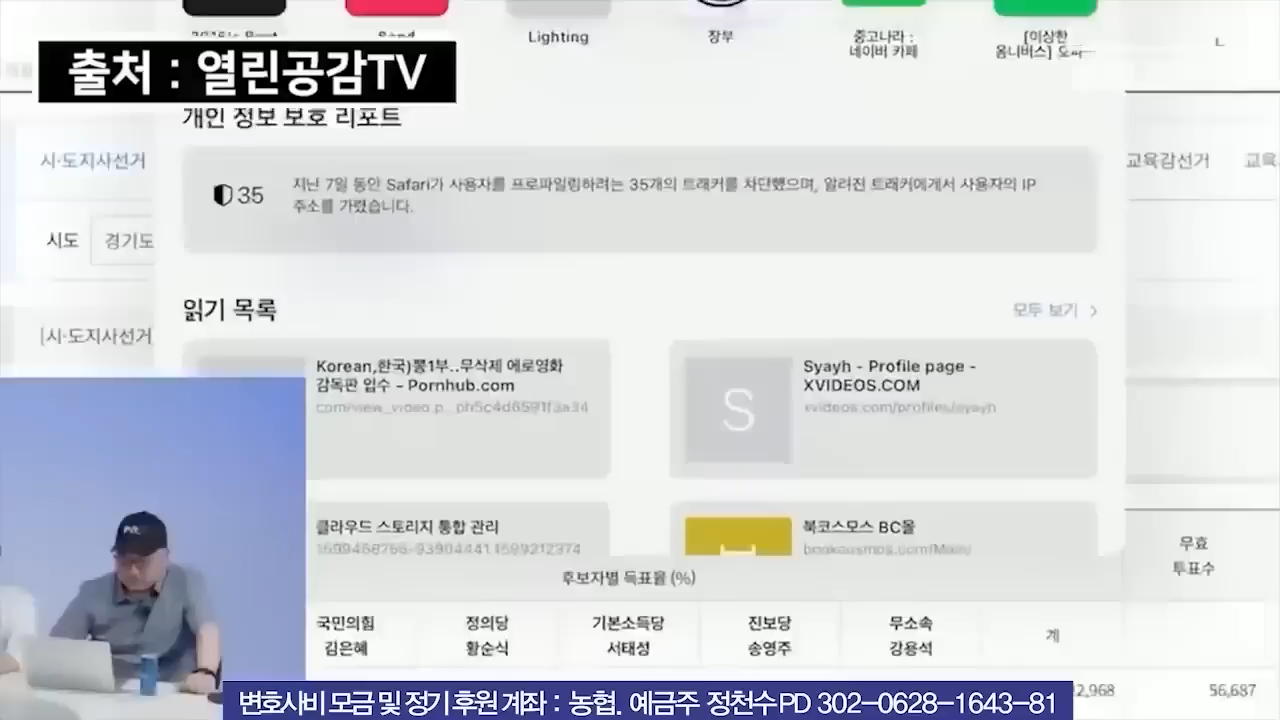 Lighting
장부
중고나라 :
네이버 카페
[이상한
옴니버스]
출처 : 열린공감TV
개인 정보 보호 리포트
시·도지사선거
교육감선거
35
지난 7일 동안 Safari가 사용자를 프로파일링하려는 35개의 트래커를 차단했으며, 알려진 트래커에게서 사용자의 IP
주소를 가렸습니다.
시도
경기도
읽기 목록
모두 보기 >
[시·도지사선거]
Korean,한국)뽕1부..무삭제 에로영화
감독판 입수 - Pornhub.com
com/view_video.p...ph5c4d6591f3a34
S
Syayh - Profile page -
XVIDEOS.COM
xvideos.com/profiles/syayh
클라우드 스토리지 통합 관리
북코스모스 BC몰
후보자별 득표율 (%)
무효
투표수
국민의힘
김은혜
정의당
황순식
기본소득당
서태성
진보당
송영주
무소속
강용석
계
56,687
변호사비 모금 및 정기 후원 계좌 : 농협. 예금주 정천수PD 302-0628-1643-81